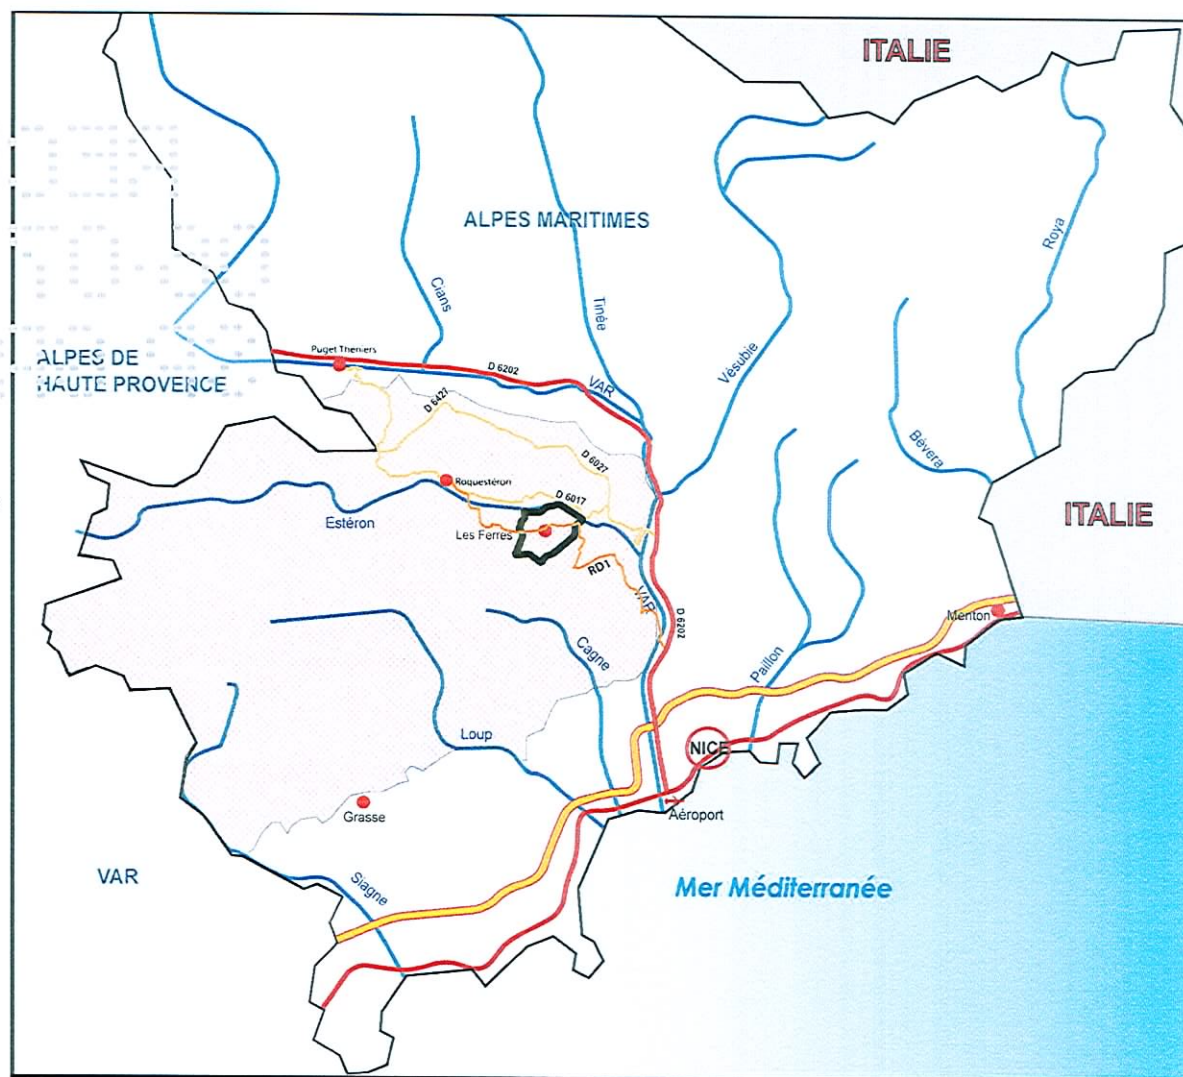 ITALIE
ALPES MARITIMES
Roya
Cians
Tinée
Puget Theniers
ALPES DE
HAUTE PROVENCE
D 6202
VAR
Vésubie
D 6427
D 6027
Bévera
Roquestéron
D 6017
Estéron
Les Ferres
ITALIE
RD1
VAR
D 6202
Menton
Cagne
Paillon
Loup
NICE
Grasse
Aéroport
VAR
Siagne
Mer Méditerranée